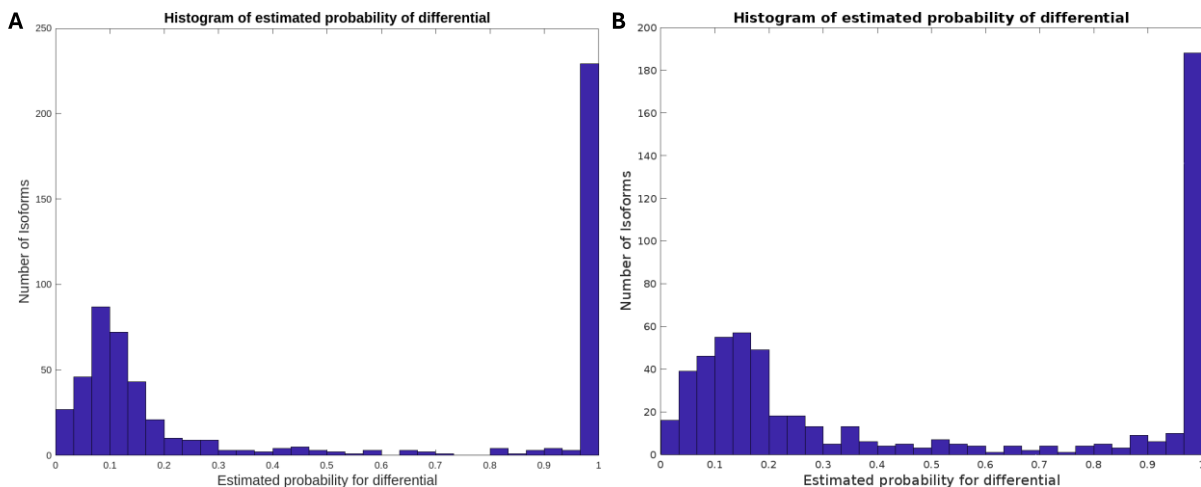 A
Histogram of estimated probability of differential
250
200
150
100
50
0
Number of Isoforms
0 0.1 0.2 0.3 0.4 0.5 0.6 0.7 0.8 0.9 1
Estimated probability for differential
B
Histogram of estimated probability of differential
200
180
160
140
120
100
80
60
40
20
0
Number of Isoforms
0 0.1 0.2 0.3 0.4 0.5 0.6 0.7 0.8 0.9 1
Estimated probability for differential